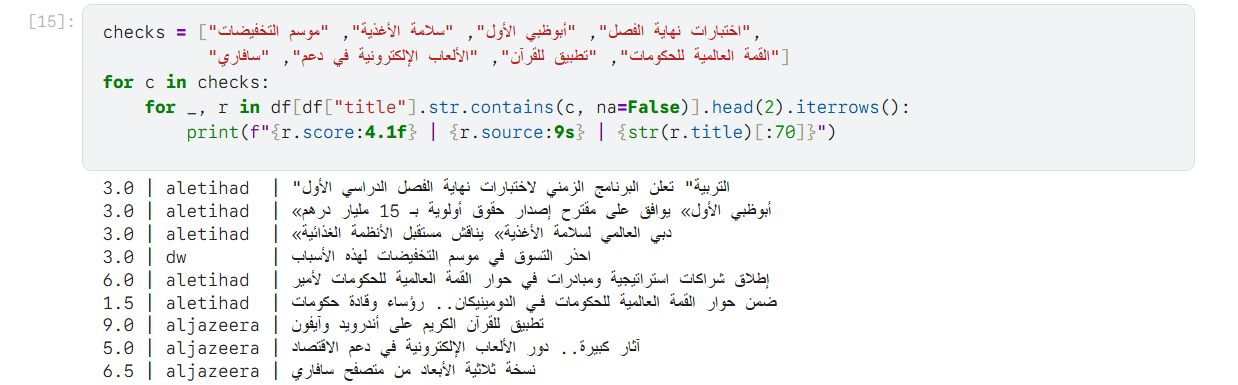 [15]:
checks = ["اختبارات نهاية الفصل", "أبوظبي الأول", "سلامة الأغذية", "موسم التخفيضات",
"القمة العالمية للحكومات", "تطبيق للقرآن", "الألعاب الإلكترونية في دعم", "سافاري"]
for c in checks:
for _, r in df[df["title"].str.contains(c, na=False)].head(2).iterrows():
print(f"{r.score:4.1f} | {r.source:9s} | {str(r.title)[:70]}")
3.0 | aletihad | "التربية" تعلن البرنامج الزمني لاختبارات نهاية الفصل الدراسي الأول
3.0 | aletihad | «أبوظبي الأول» يوافق على مقترح إصدار حقوق أولوية بـ 15 مليار درهم
3.0 | aletihad | «دبي العالمي لسلامة الأغذية» يناقش مستقبل الأنظمة الغذائية
3.0 | dw | احذر التسوق في موسم التخفيضات لهذه الأسباب
6.0 | aletihad | إطلاق شراكات استراتيجية ومبادرات في حوار القمة العالمية للحكومات لأمير
1.5 | aletihad | ضمن حوار القمة العالمية للحكومات في الدومينيكان.. رؤساء وقادة حكومات
9.0 | aljazeera | تطبيق للقرآن الكريم على أندرويد وآيفون
5.0 | aljazeera | آثار كبيرة.. دور الألعاب الإلكترونية في دعم الاقتصاد
6.5 | aljazeera | نسخة ثلاثية الأبعاد من متصفح سافاري